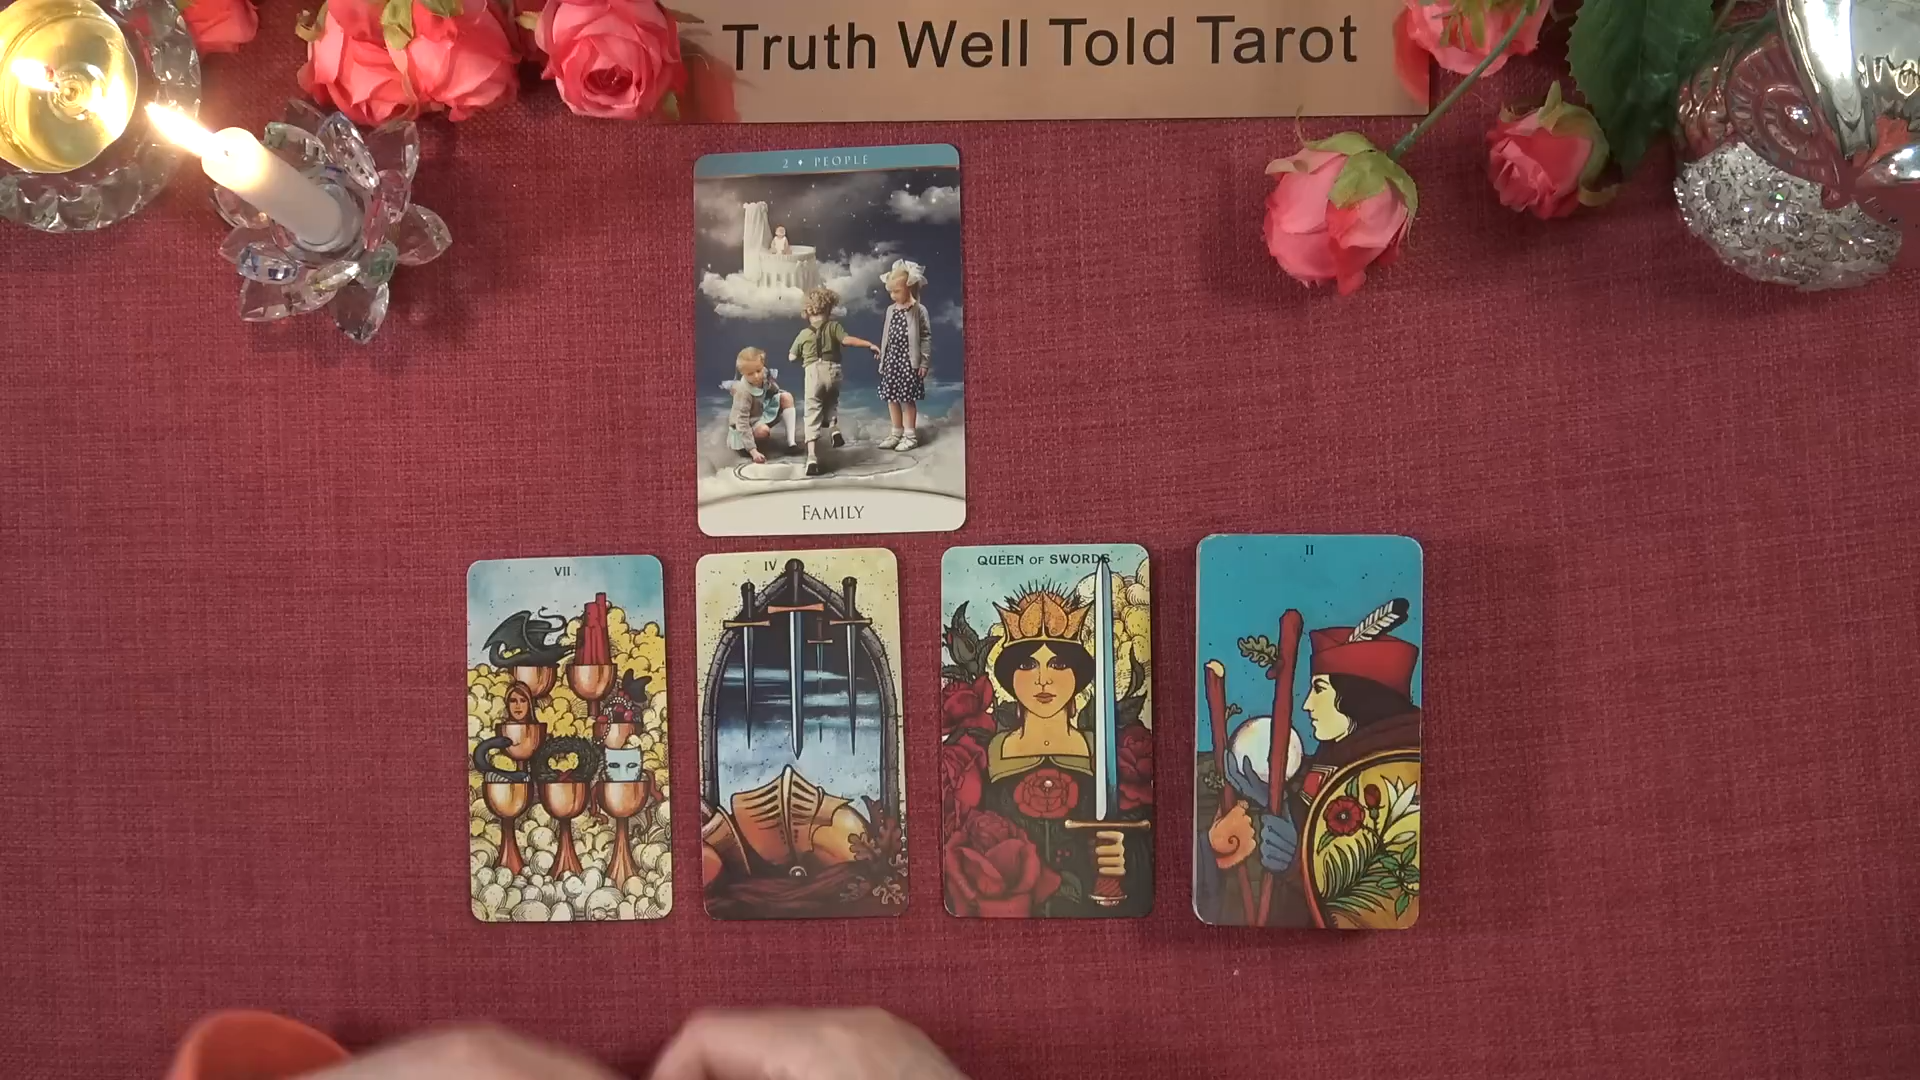 Truth Well Told Tarot
2 ♦ PEOPLE
FAMILY
VII
IV
QUEEN OF SWORDS
II